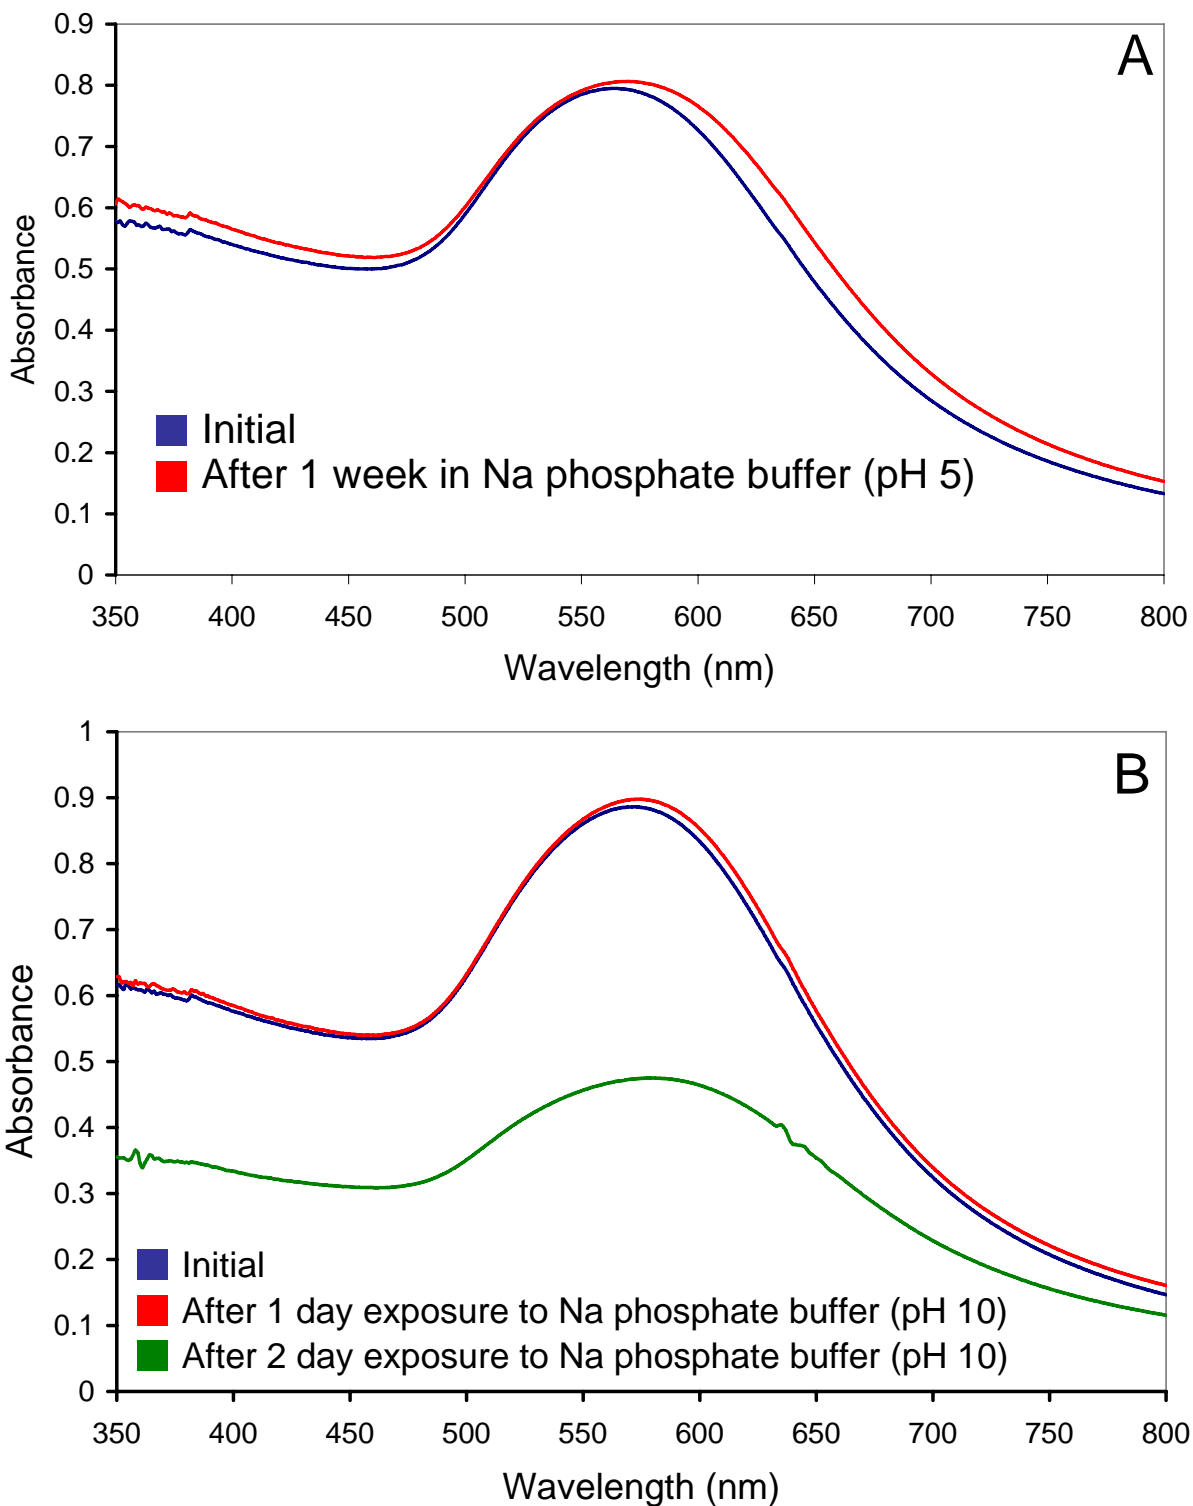 A
0.9
0.8
0.7
0.6
0.5
0.4
0.3
0.2
0.1
0
Absorbance
Initial
After 1 week in Na phosphate buffer (pH 5)
350 400 450 500 550 600 650 700 750 800
Wavelength (nm)
B
1
0.9
0.8
0.7
0.6
0.5
0.4
0.3
0.2
0.1
0
Absorbance
Initial
After 1 day exposure to Na phosphate buffer (pH 10)
After 2 day exposure to Na phosphate buffer (pH 10)
350 400 450 500 550 600 650 700 750 800
Wavelength (nm)